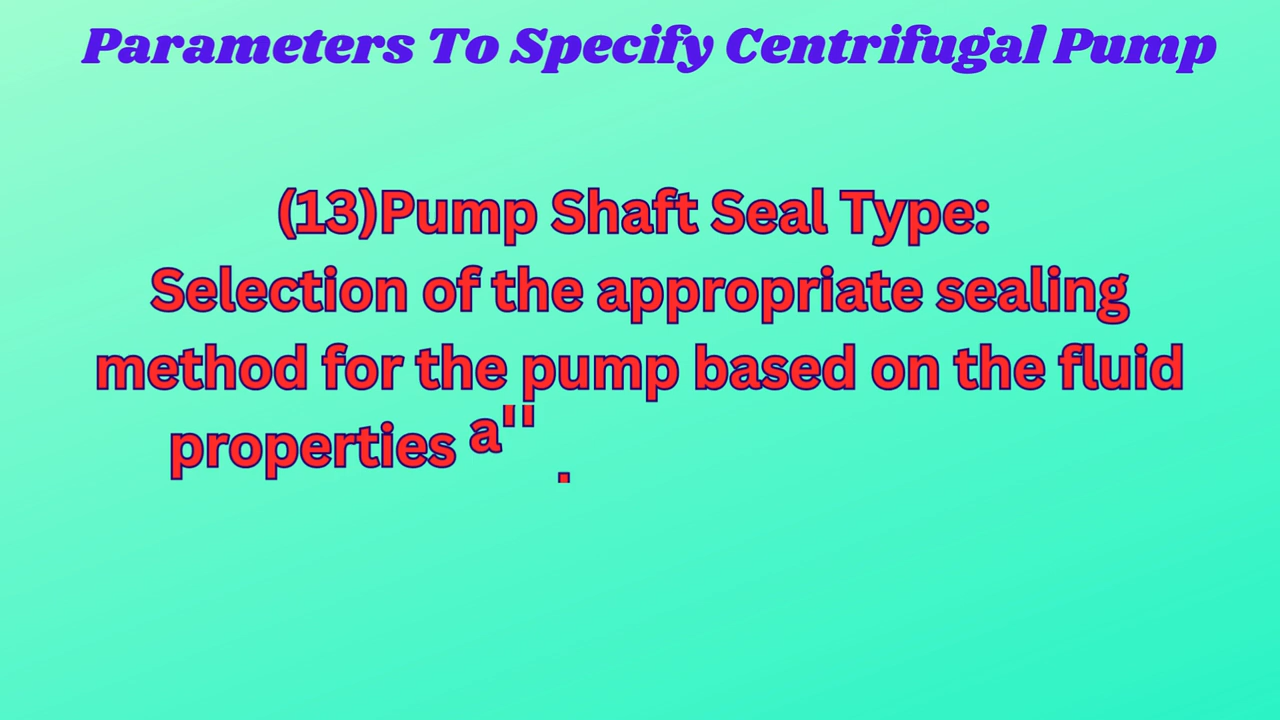 Parameters To Specify Centrifugal Pump
(13)Pump Shaft Seal Type:
Selection of the appropriate sealing
method for the pump based on the fluid
properties a